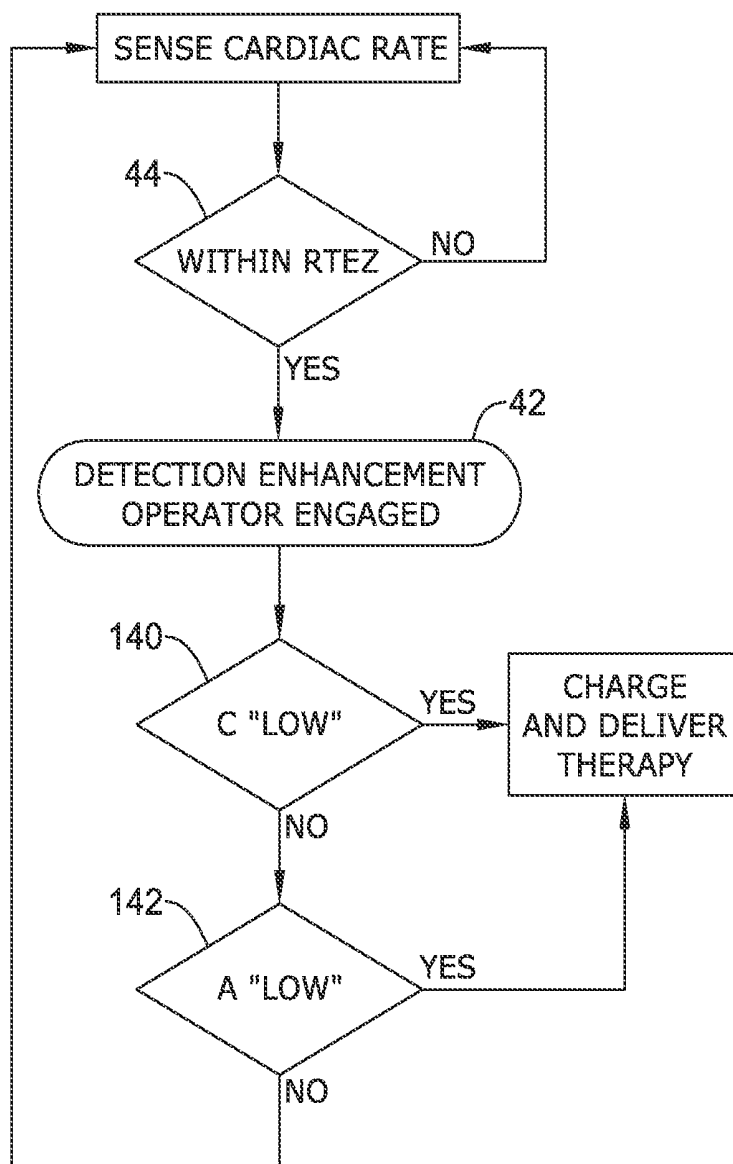 SENSE CARDIAC RATE
44
WITHIN RTEZ
NO
YES
42
DETECTION ENHANCEMENT
OPERATOR ENGAGED
140
C "LOW"
YES
CHARGE
AND DELIVER
THERAPY
NO
142
A "LOW"
YES
NO